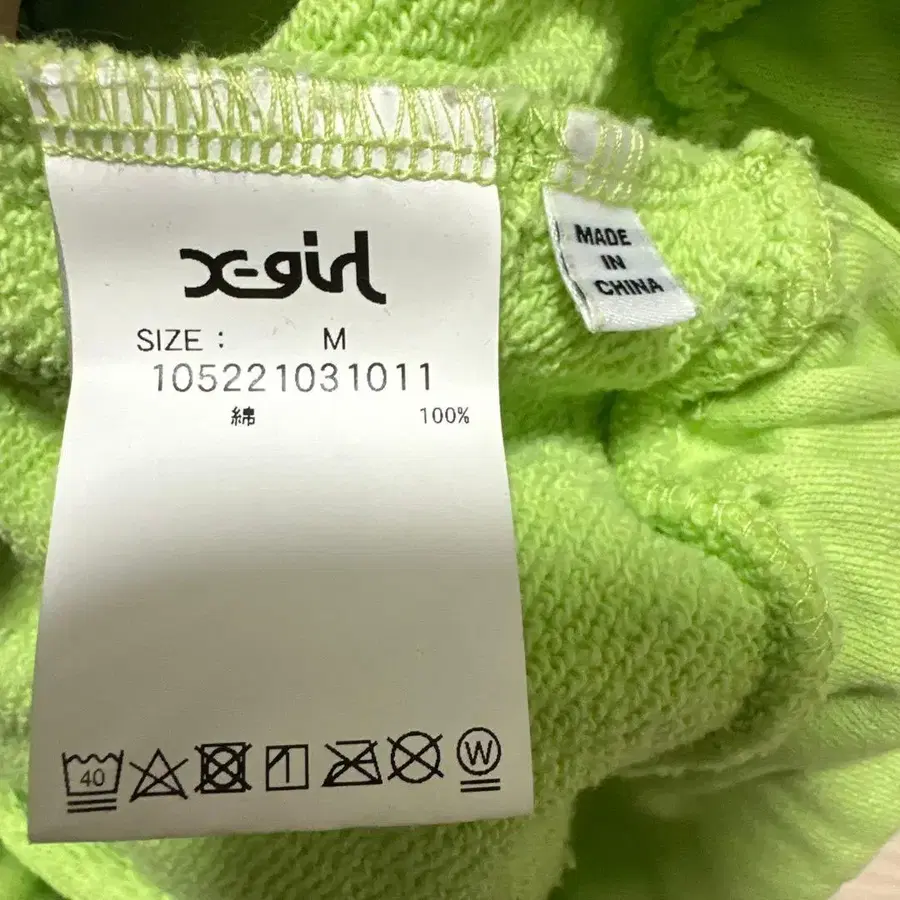 X-girl
SIZE : M
105221031011
綿 100%
40
W
MADE
IN
CHINA